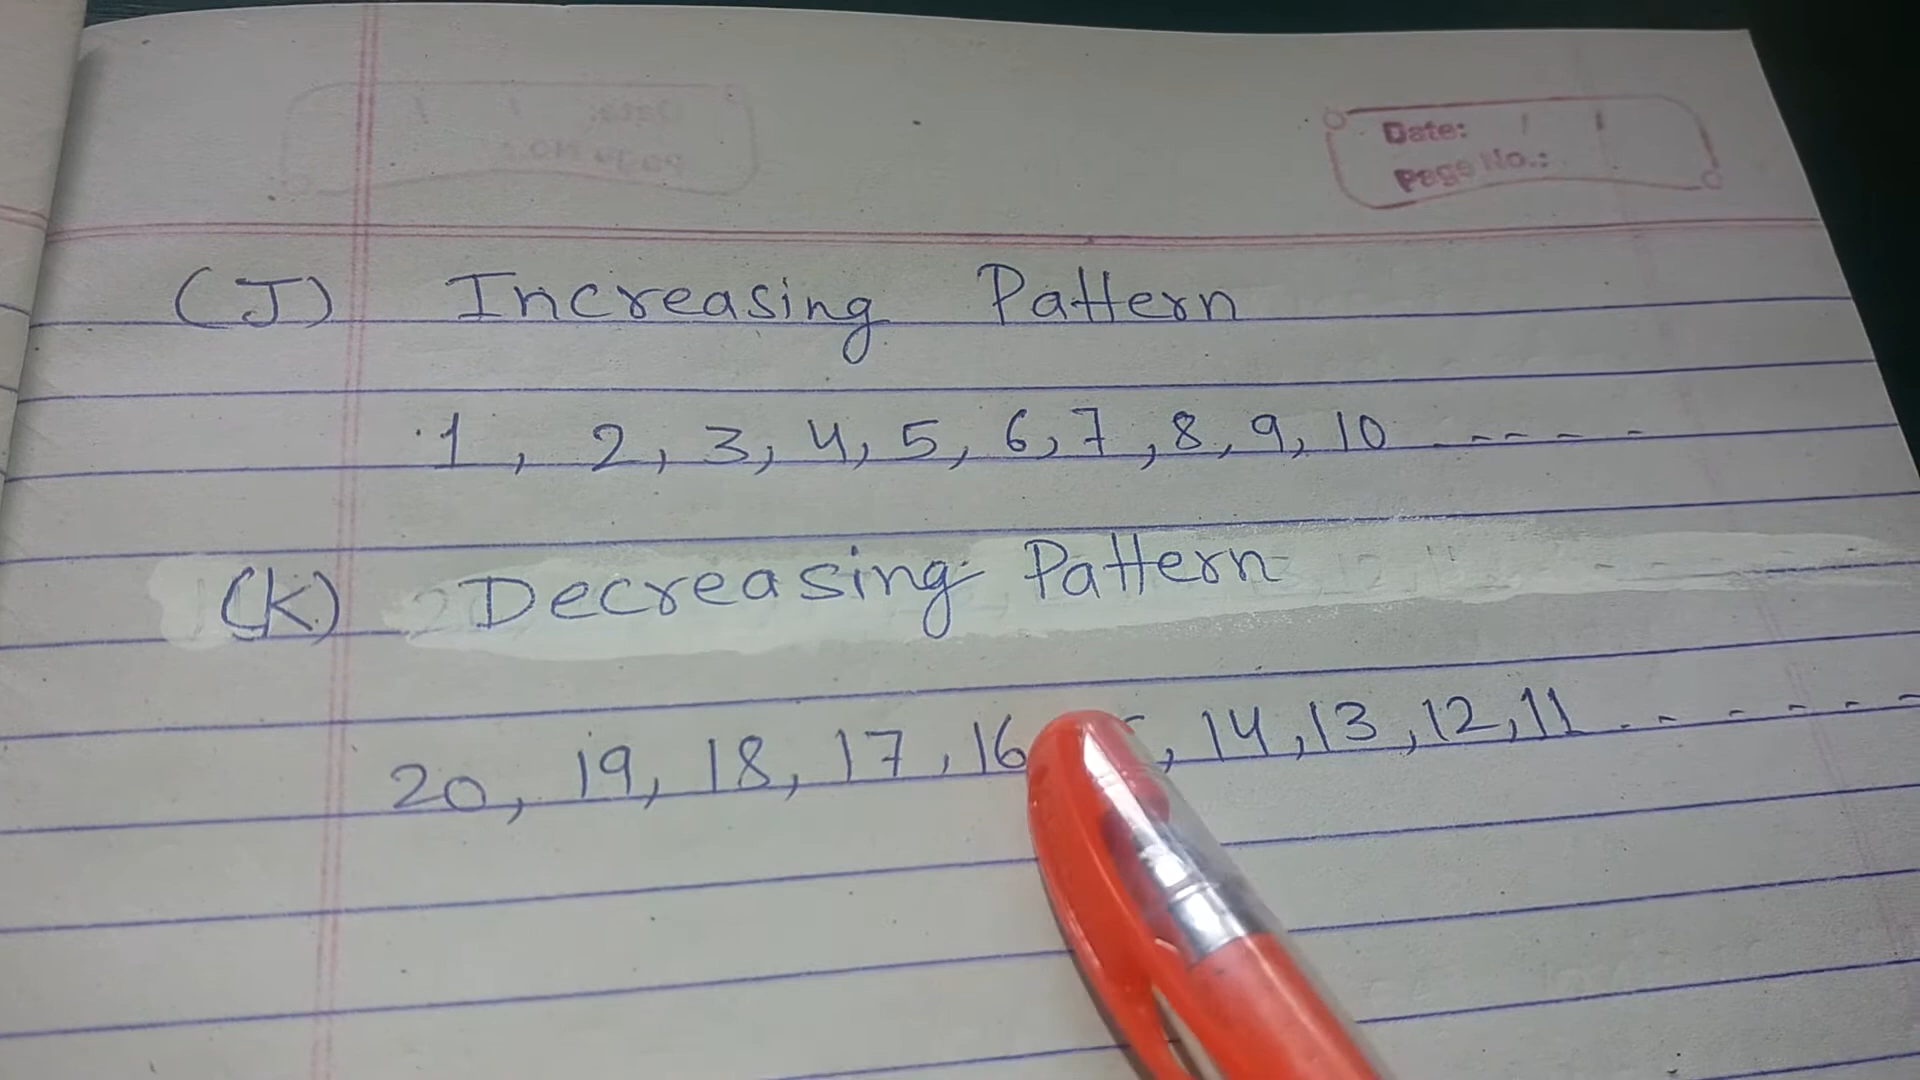 Date: / /
Page No.:
(J) Increasing Pattern
1, 2, 3, 4, 5, 6, 7, 8, 9, 10 - - - - -
(K) Decreasing Pattern
20, 19, 18, 17, 16 , 14, 13, 12, 11 - - - - - - -